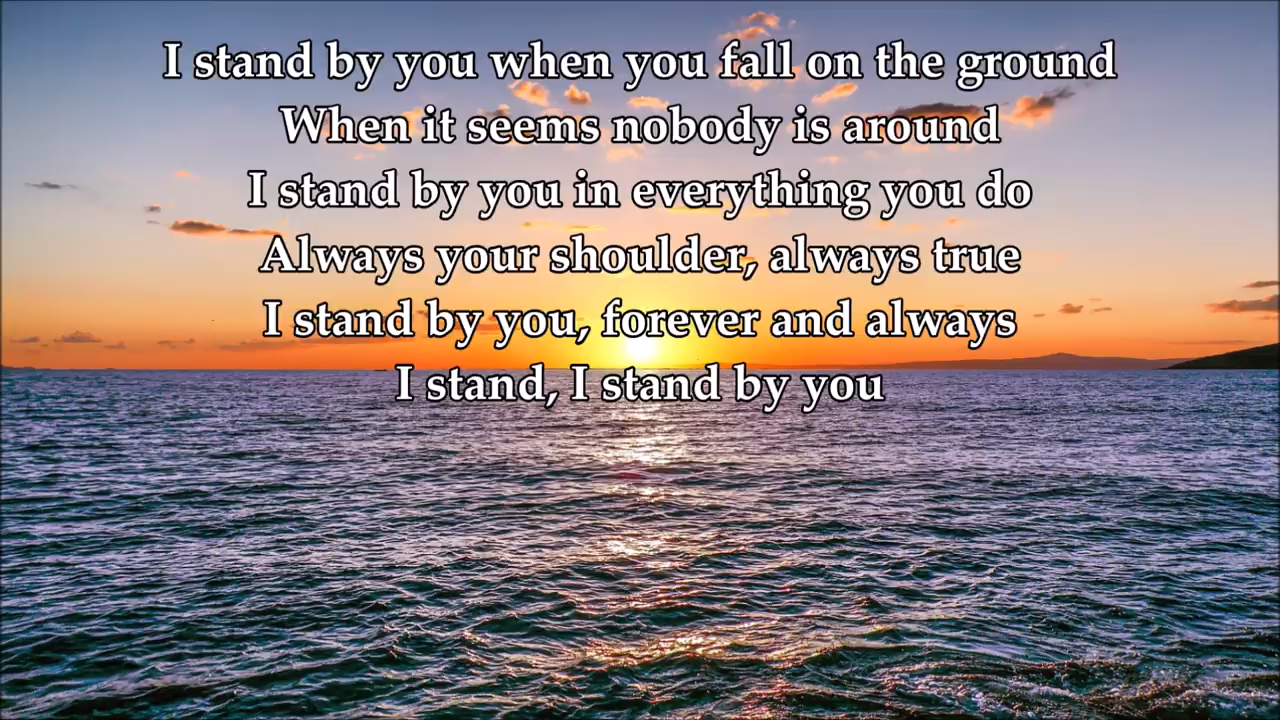 I stand by you when you fall on the ground
When it seems nobody is around
I stand by you in everything you do
Always your shoulder, always true
I stand by you, forever and always
I stand, I stand by you